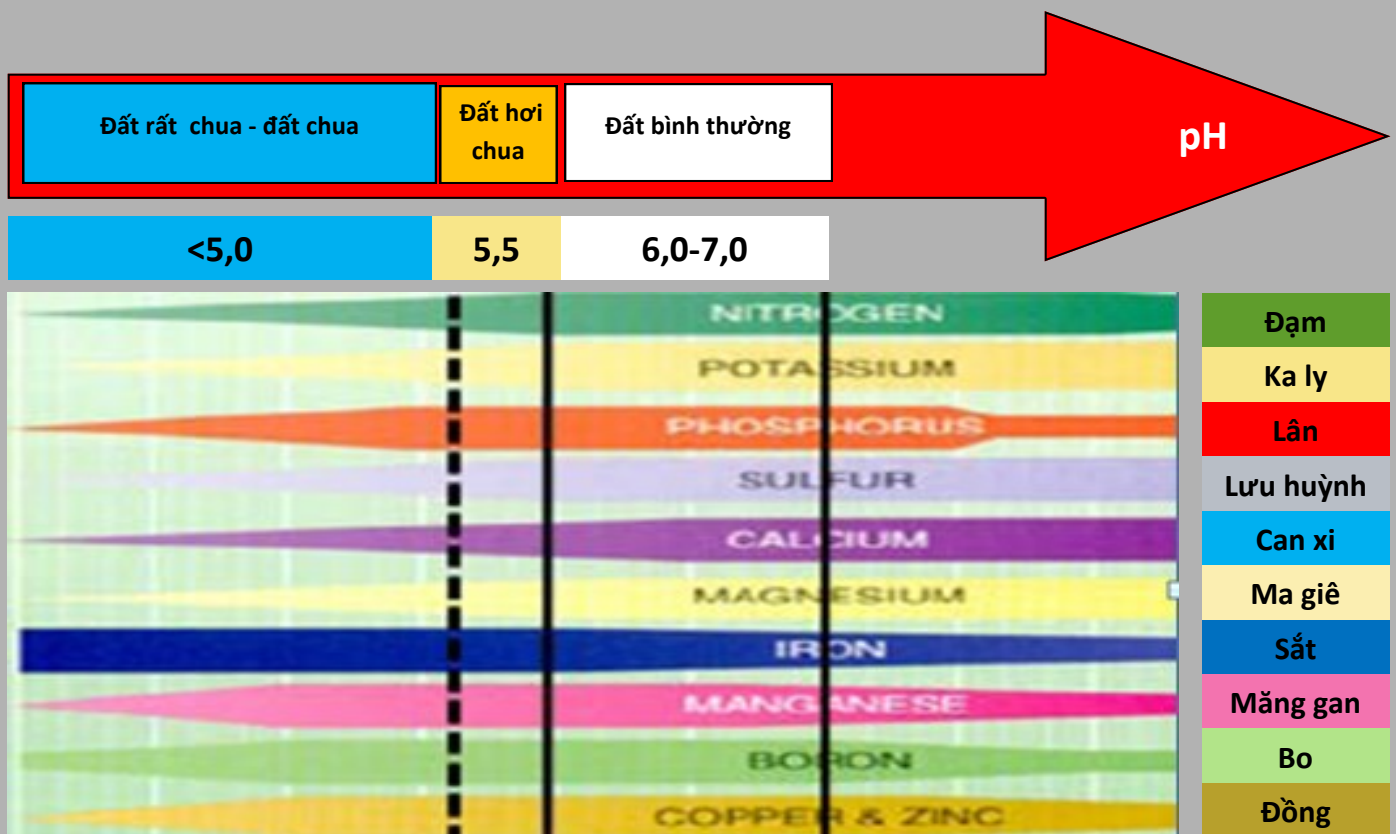 Đất rất chua - đất chua
Đất hơi
chua
Đất bình thường
pH
<5,0
5,5
6,0-7,0
NITROGEN
Đạm
POTASSIUM
Ka ly
PHOSPHORUS
Lân
SULFUR
Lưu huỳnh
CALCIUM
Can xi
MAGNESIUM
Ma giê
IRON
Sắt
MANGANESE
Măng gan
BORON
Bo
COPPER & ZINC
Đồng